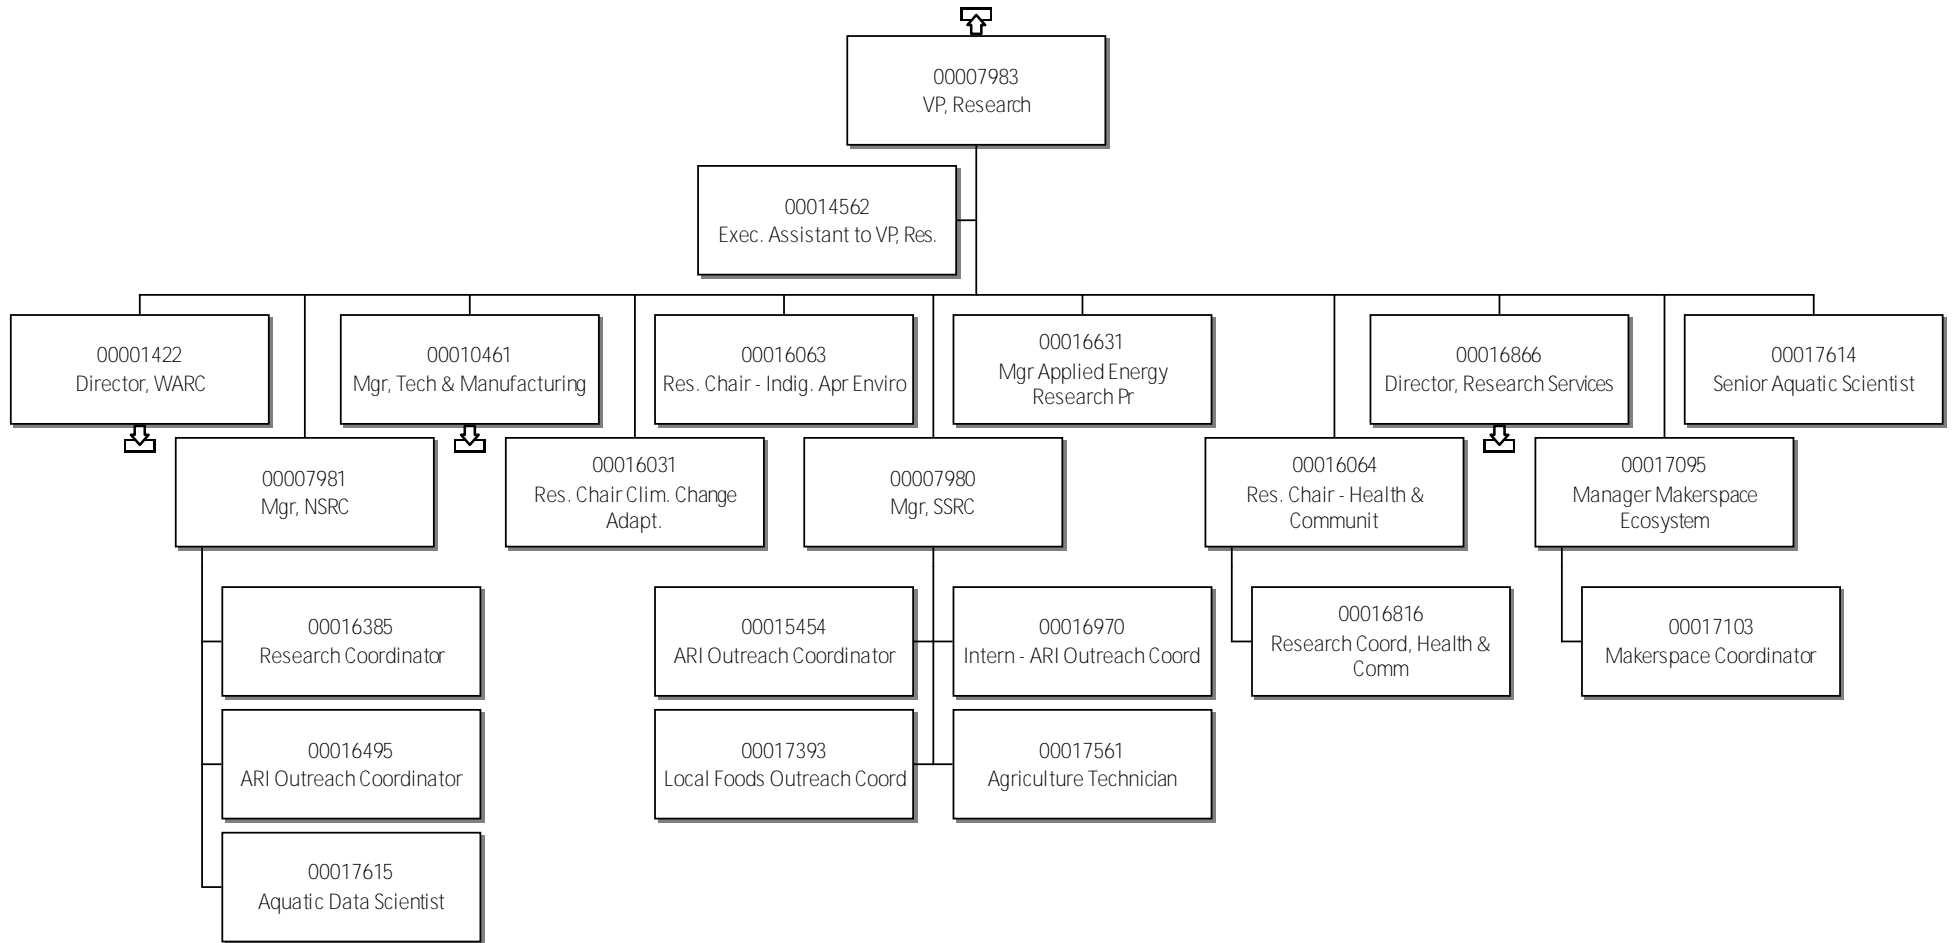 00007983
VP, Research
00014562
Exec. Assistant to VP, Res.
00001422
Director, WARC
00010461
Mgr, Tech & Manufacturing
00016063
Res. Chair - Indig. Apr Enviro
00016631
Mgr Applied Energy
Research Pr
00016866
Director, Research Services
00017614
Senior Aquatic Scientist
00007981
Mgr, NSRC
00016031
Res. Chair Clim. Change
Adapt.
00007980
Mgr, SSRC
00016064
Res. Chair - Health &
Communit
00017095
Manager Makerspace
Ecosystem
00016385
Research Coordinator
00015454
ARI Outreach Coordinator
00016970
Intern - ARI Outreach Coord
00016816
Research Coord, Health &
Comm
00017103
Makerspace Coordinator
00016495
ARI Outreach Coordinator
00017393
Local Foods Outreach Coord
00017561
Agriculture Technician
00017615
Aquatic Data Scientist